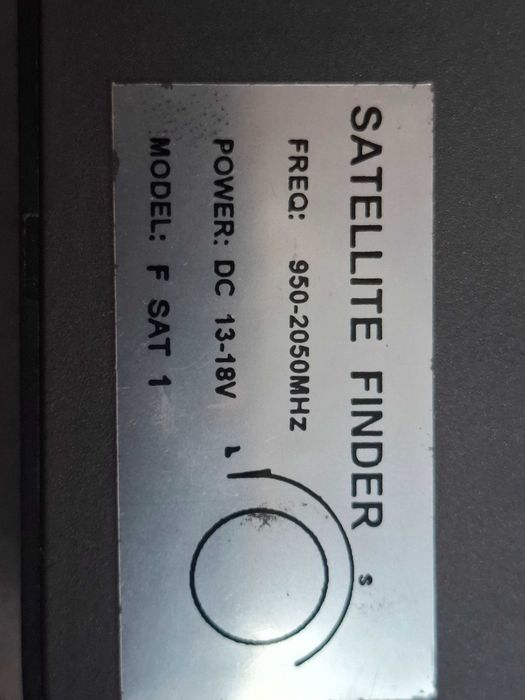 SATELLITE FINDER
FREQ: 950-2050MHz
POWER: DC 13-18V
MODEL: F SAT 1
S